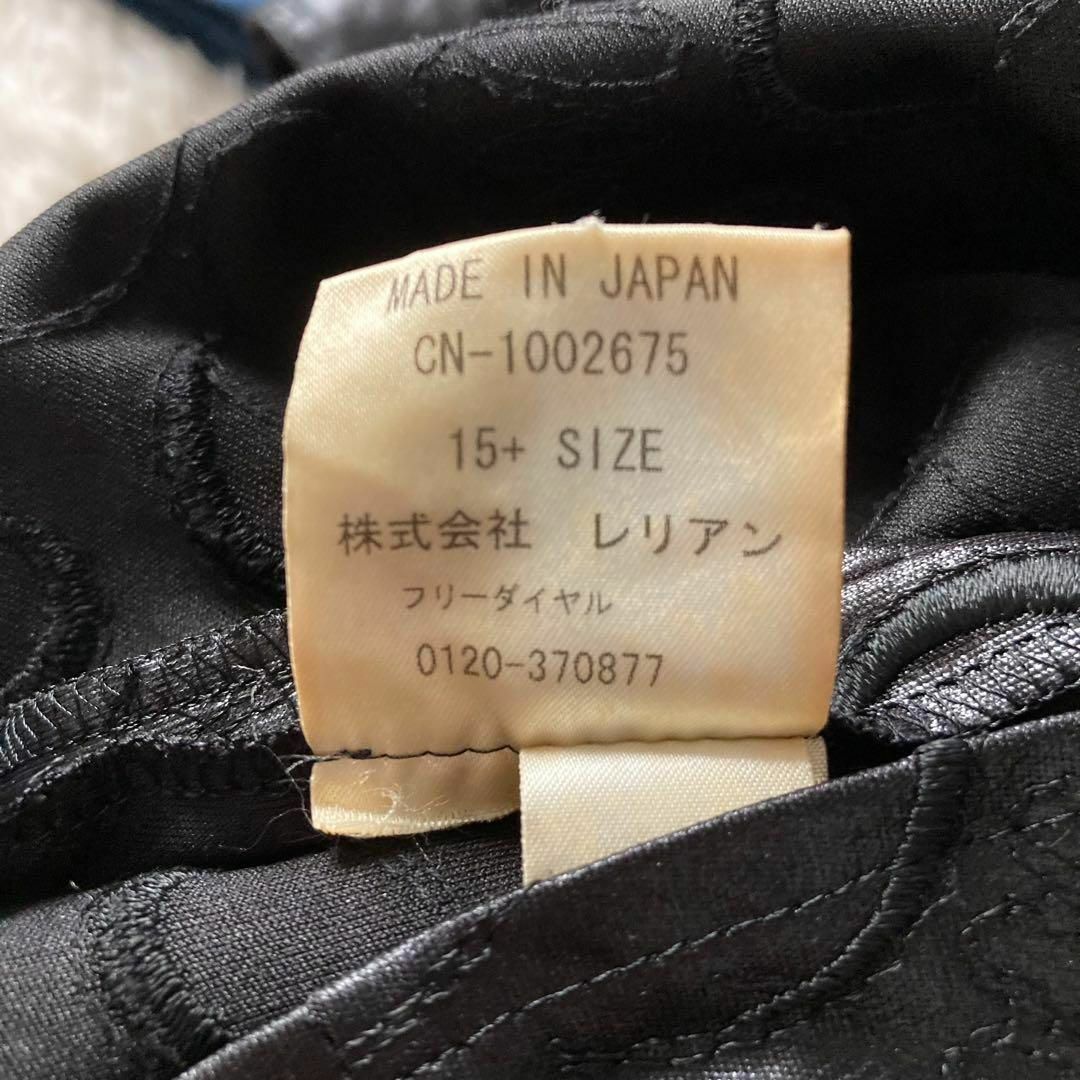 MADE IN JAPAN
CN-1002675
15+ SIZE
株式会社 レリアン
フリーダイヤル
0120-370877